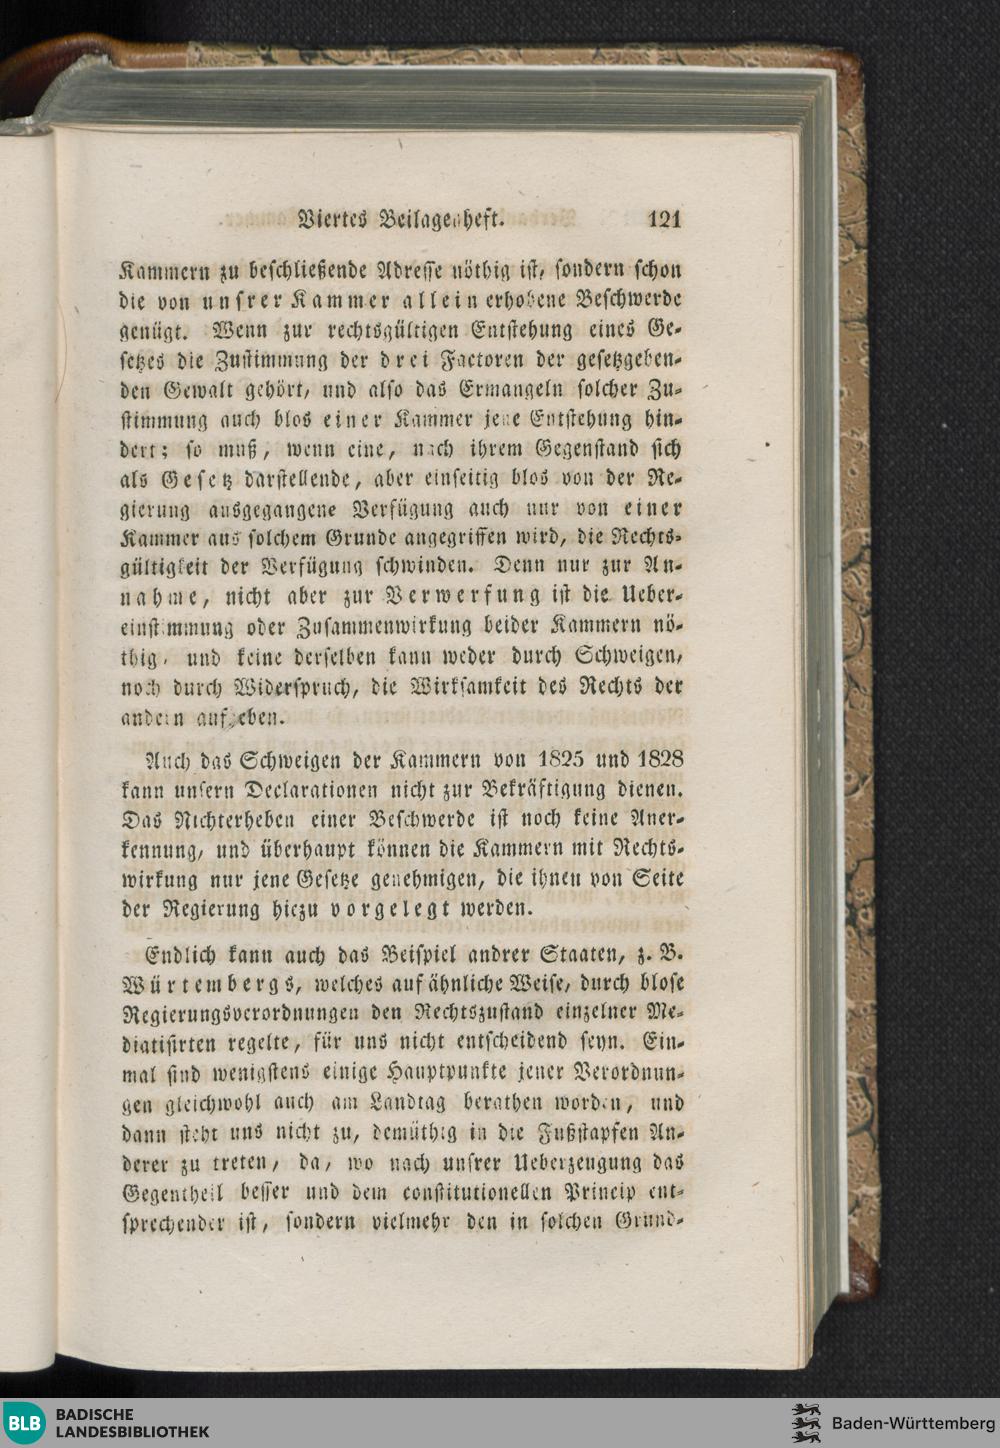 Viertes Beilagenheft. 121
Kammern zu beschließende Adresse nöthig ist, sondern schon
die von unsrer Kammer allein erhobene Beschwerde
genügt. Wenn zur rechtsgültigen Entstehung eines Ge-
setzes die Zustimmung der drei Factoren der gesetzgeben-
den Gewalt gehört, und also das Ermangeln solcher Zu-
stimmung auch blos einer Kammer jene Entstehung hin-
dert; so muß, wenn eine, nach ihrem Gegenstand sich
als Gesetz darstellende, aber einseitig blos von der Re-
gierung ausgegangene Verfügung auch nur von einer
Kammer aus solchem Grunde angegriffen wird, die Rechts-
gültigkeit der Verfügung schwinden. Denn nur zur An-
nahme, nicht aber zur Verwerfung ist die Ueber-
einstimmung oder Zusammenwirkung beider Kammern nö-
thig, und keine derselben kann weder durch Schweigen,
noch durch Widerspruch, die Wirksamkeit des Rechts der
andern aufgeben.
Auch das Schweigen der Kammern von 1825 und 1828
kann unsern Declarationen nicht zur Bekräftigung dienen.
Das Nichterheben einer Beschwerde ist noch keine Aner-
kennung, und überhaupt können die Kammern mit Rechts-
wirkung nur jene Gesetze genehmigen, die ihnen von Seite
der Regierung hiezu vorgelegt werden.
Endlich kann auch das Beispiel andrer Staaten, z. B.
Würtembergs, welches auf ähnliche Weise, durch blose
Regierungsverordnungen den Rechtszustand einzelner Me-
diatisirten regelte, für uns nicht entscheidend seyn. Ein-
mal sind wenigstens einige Hauptpunkte jener Verordnun-
gen gleichwohl auch am Landtag berathen worden, und
dann steht uns nicht zu, demüthig in die Fußstapfen An-
derer zu treten, da, wo nach unsrer Ueberzeugung das
Gegentheil besser und dem constitutionellen Princip ent-
sprechender ist, sondern vielmehr den in solchen Grund-
BLB BADISCHE
LANDESBIBLIOTHEK
Baden-Württemberg